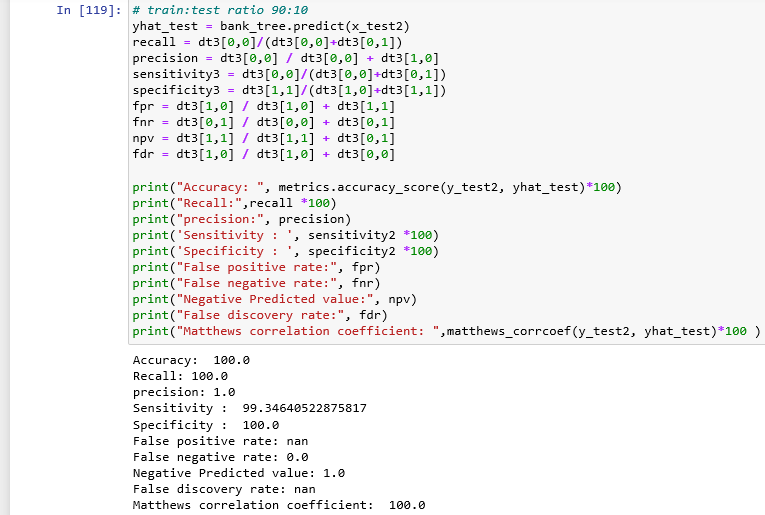 In [119]: # train:test ratio 90:10
yhat_test = bank_tree.predict(x_test2)
recall = dt3[0,0]/(dt3[0,0]+dt3[0,1])
precision = dt3[0,0] / dt3[0,0] + dt3[1,0]
sensitivity3 = dt3[0,0]/(dt3[0,0]+dt3[0,1])
specificity3 = dt3[1,1]/(dt3[1,0]+dt3[1,1])
fpr = dt3[1,0] / dt3[1,0] + dt3[1,1]
fnr = dt3[0,1] / dt3[0,0] + dt3[0,1]
npv = dt3[1,1] / dt3[1,1] + dt3[0,1]
fdr = dt3[1,0] / dt3[1,0] + dt3[0,0]

print("Accuracy: ", metrics.accuracy_score(y_test2, yhat_test)*100)
print("Recall:",recall *100)
print("precision:", precision)
print('Sensitivity : ', sensitivity2 *100)
print('Specificity : ', specificity2 *100)
print("False positive rate:", fpr)
print("False negative rate:", fnr)
print("Negative Predicted value:", npv)
print("False discovery rate:", fdr)
print("Matthews correlation coefficient: ",matthews_corrcoef(y_test2, yhat_test)*100 )

Accuracy:  100.0
Recall: 100.0
precision: 1.0
Sensitivity :  99.34640522875817
Specificity :  100.0
False positive rate: nan
False negative rate: 0.0
Negative Predicted value: 1.0
False discovery rate: nan
Matthews correlation coefficient:  100.0